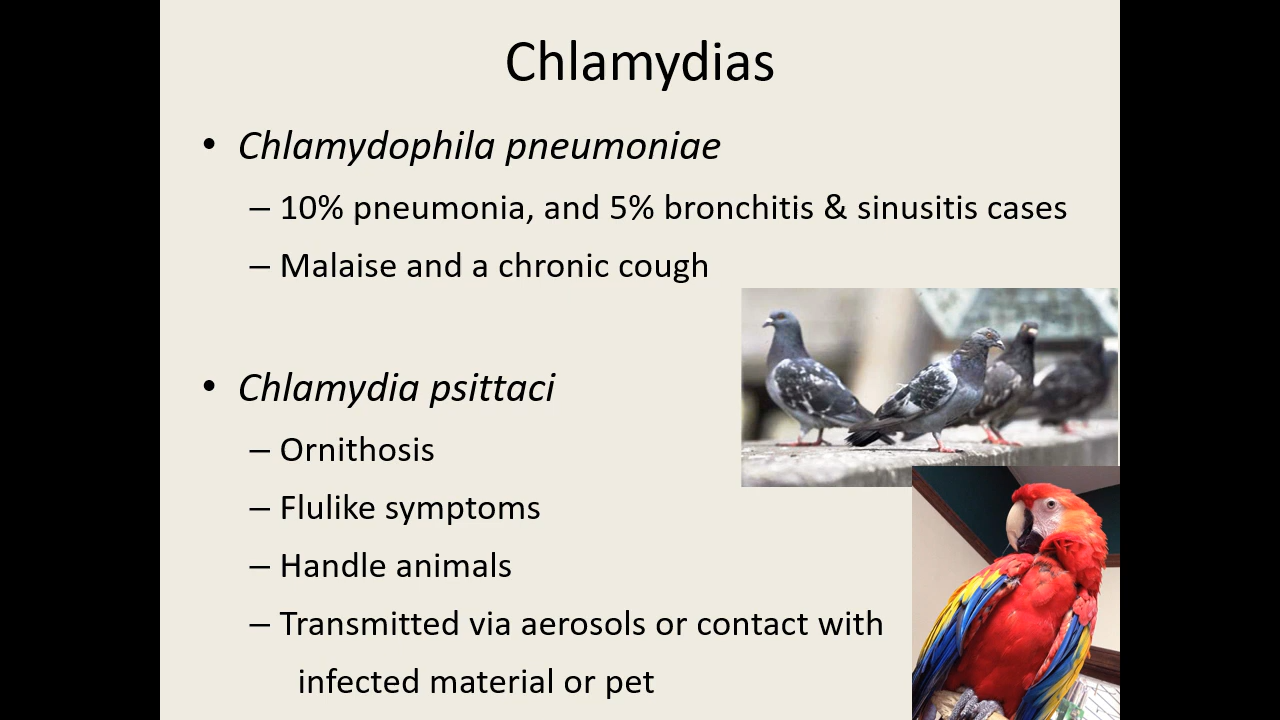 Chlamydias
• Chlamydophila pneumoniae
– 10% pneumonia, and 5% bronchitis & sinusitis cases
– Malaise and a chronic cough
• Chlamydia psittaci
– Ornithosis
– Flulike symptoms
– Handle animals
– Transmitted via aerosols or contact with
infected material or pet